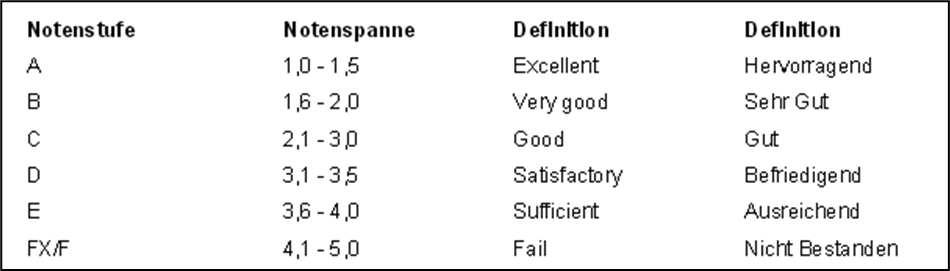 Notenstufe Notenspanne Definition Definition
A 1,0 - 1,5 Excellent Hervorragend
B 1,6 - 2,0 Very good Sehr Gut
C 2,1 - 3,0 Good Gut
D 3,1 - 3,5 Satisfactory Befriedigend
E 3,6 - 4,0 Sufficient Ausreichend
FX/F 4,1 - 5,0 Fail Nicht Bestanden